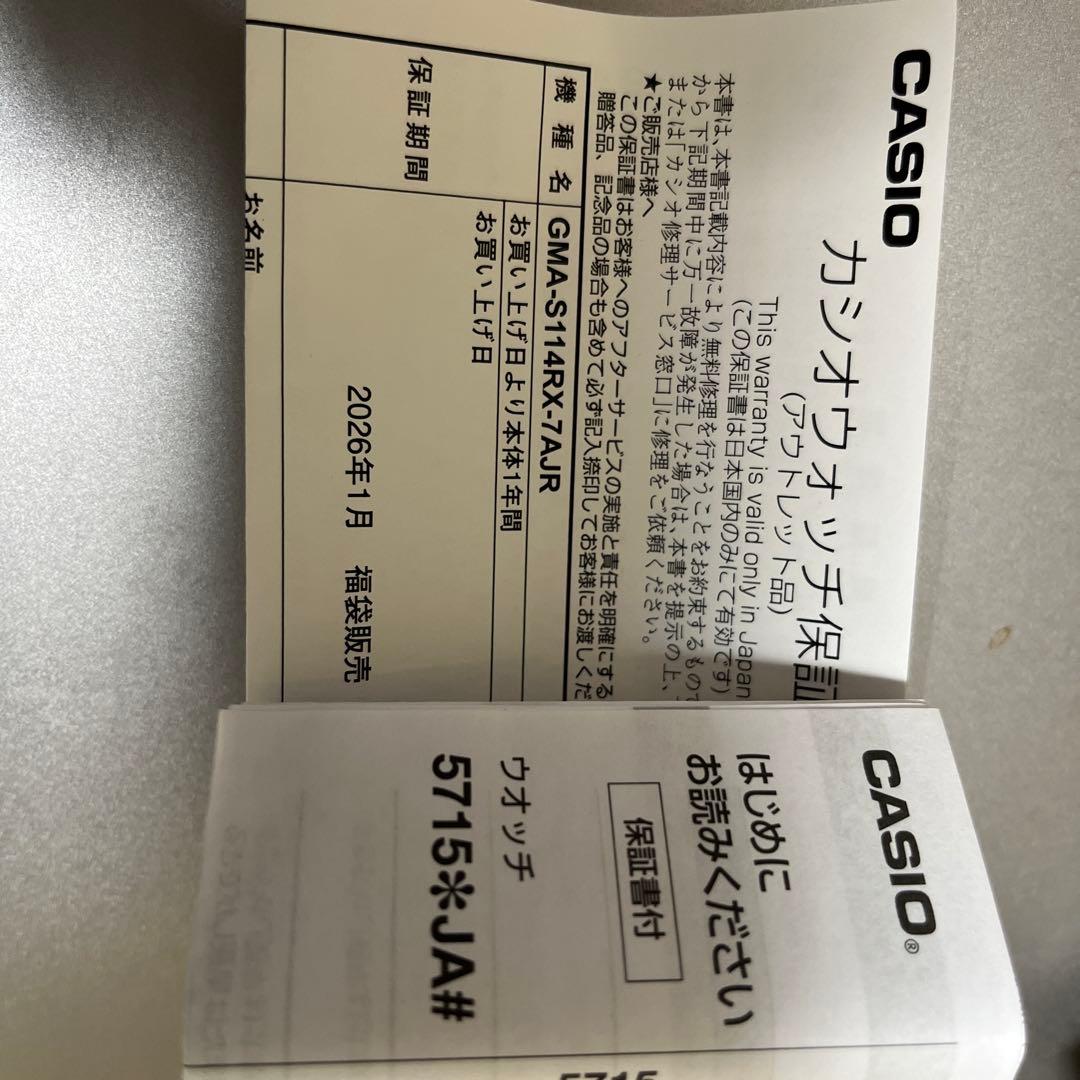 CASIO
カシオウォッチ保証
(アウトレット品)
This warranty is valid only in Japan
(この保証書は日本国内のみにて有効です)
本書は、本書記載内容により無料修理を行なうことをお約束するもので
から下記期間中に万一故障が発生した場合は、本書を提示の上、
または「カシオ修理サービス窓口」に修理をご依頼ください。
★ご販売店様へ
この保証書はお客様へのアフターサービスの実施と責任を明確にする
贈答品、記念品の場合も含めて必ず記入捺印してお客様にお渡しくだ
機種名 GMA-S114RX-7AJR
保証期間
お買い上げ日より本体1年間
お買い上げ日
2026年1月 福袋販売
お名前
CASIO®
はじめに
お読みください
保証書付
ウオッチ
5715※JA#
5715